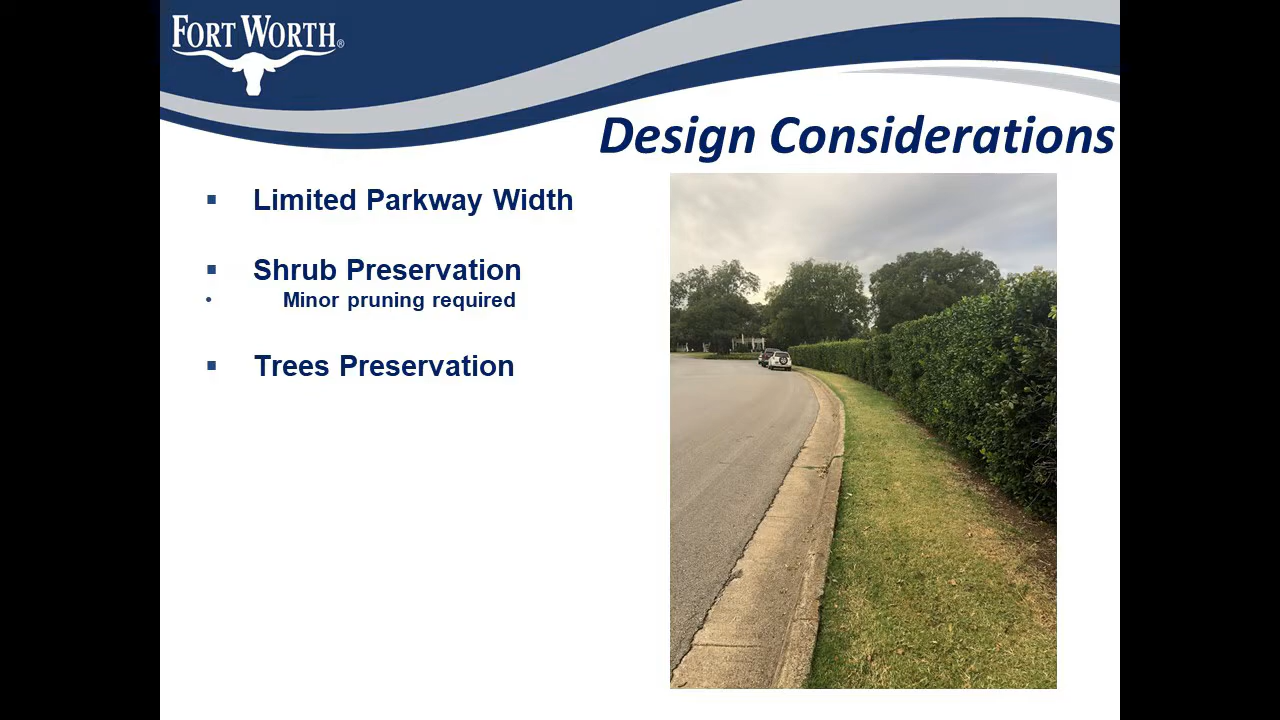 FORT WORTH®
Design Considerations
▪ Limited Parkway Width
▪ Shrub Preservation
• Minor pruning required
▪ Trees Preservation